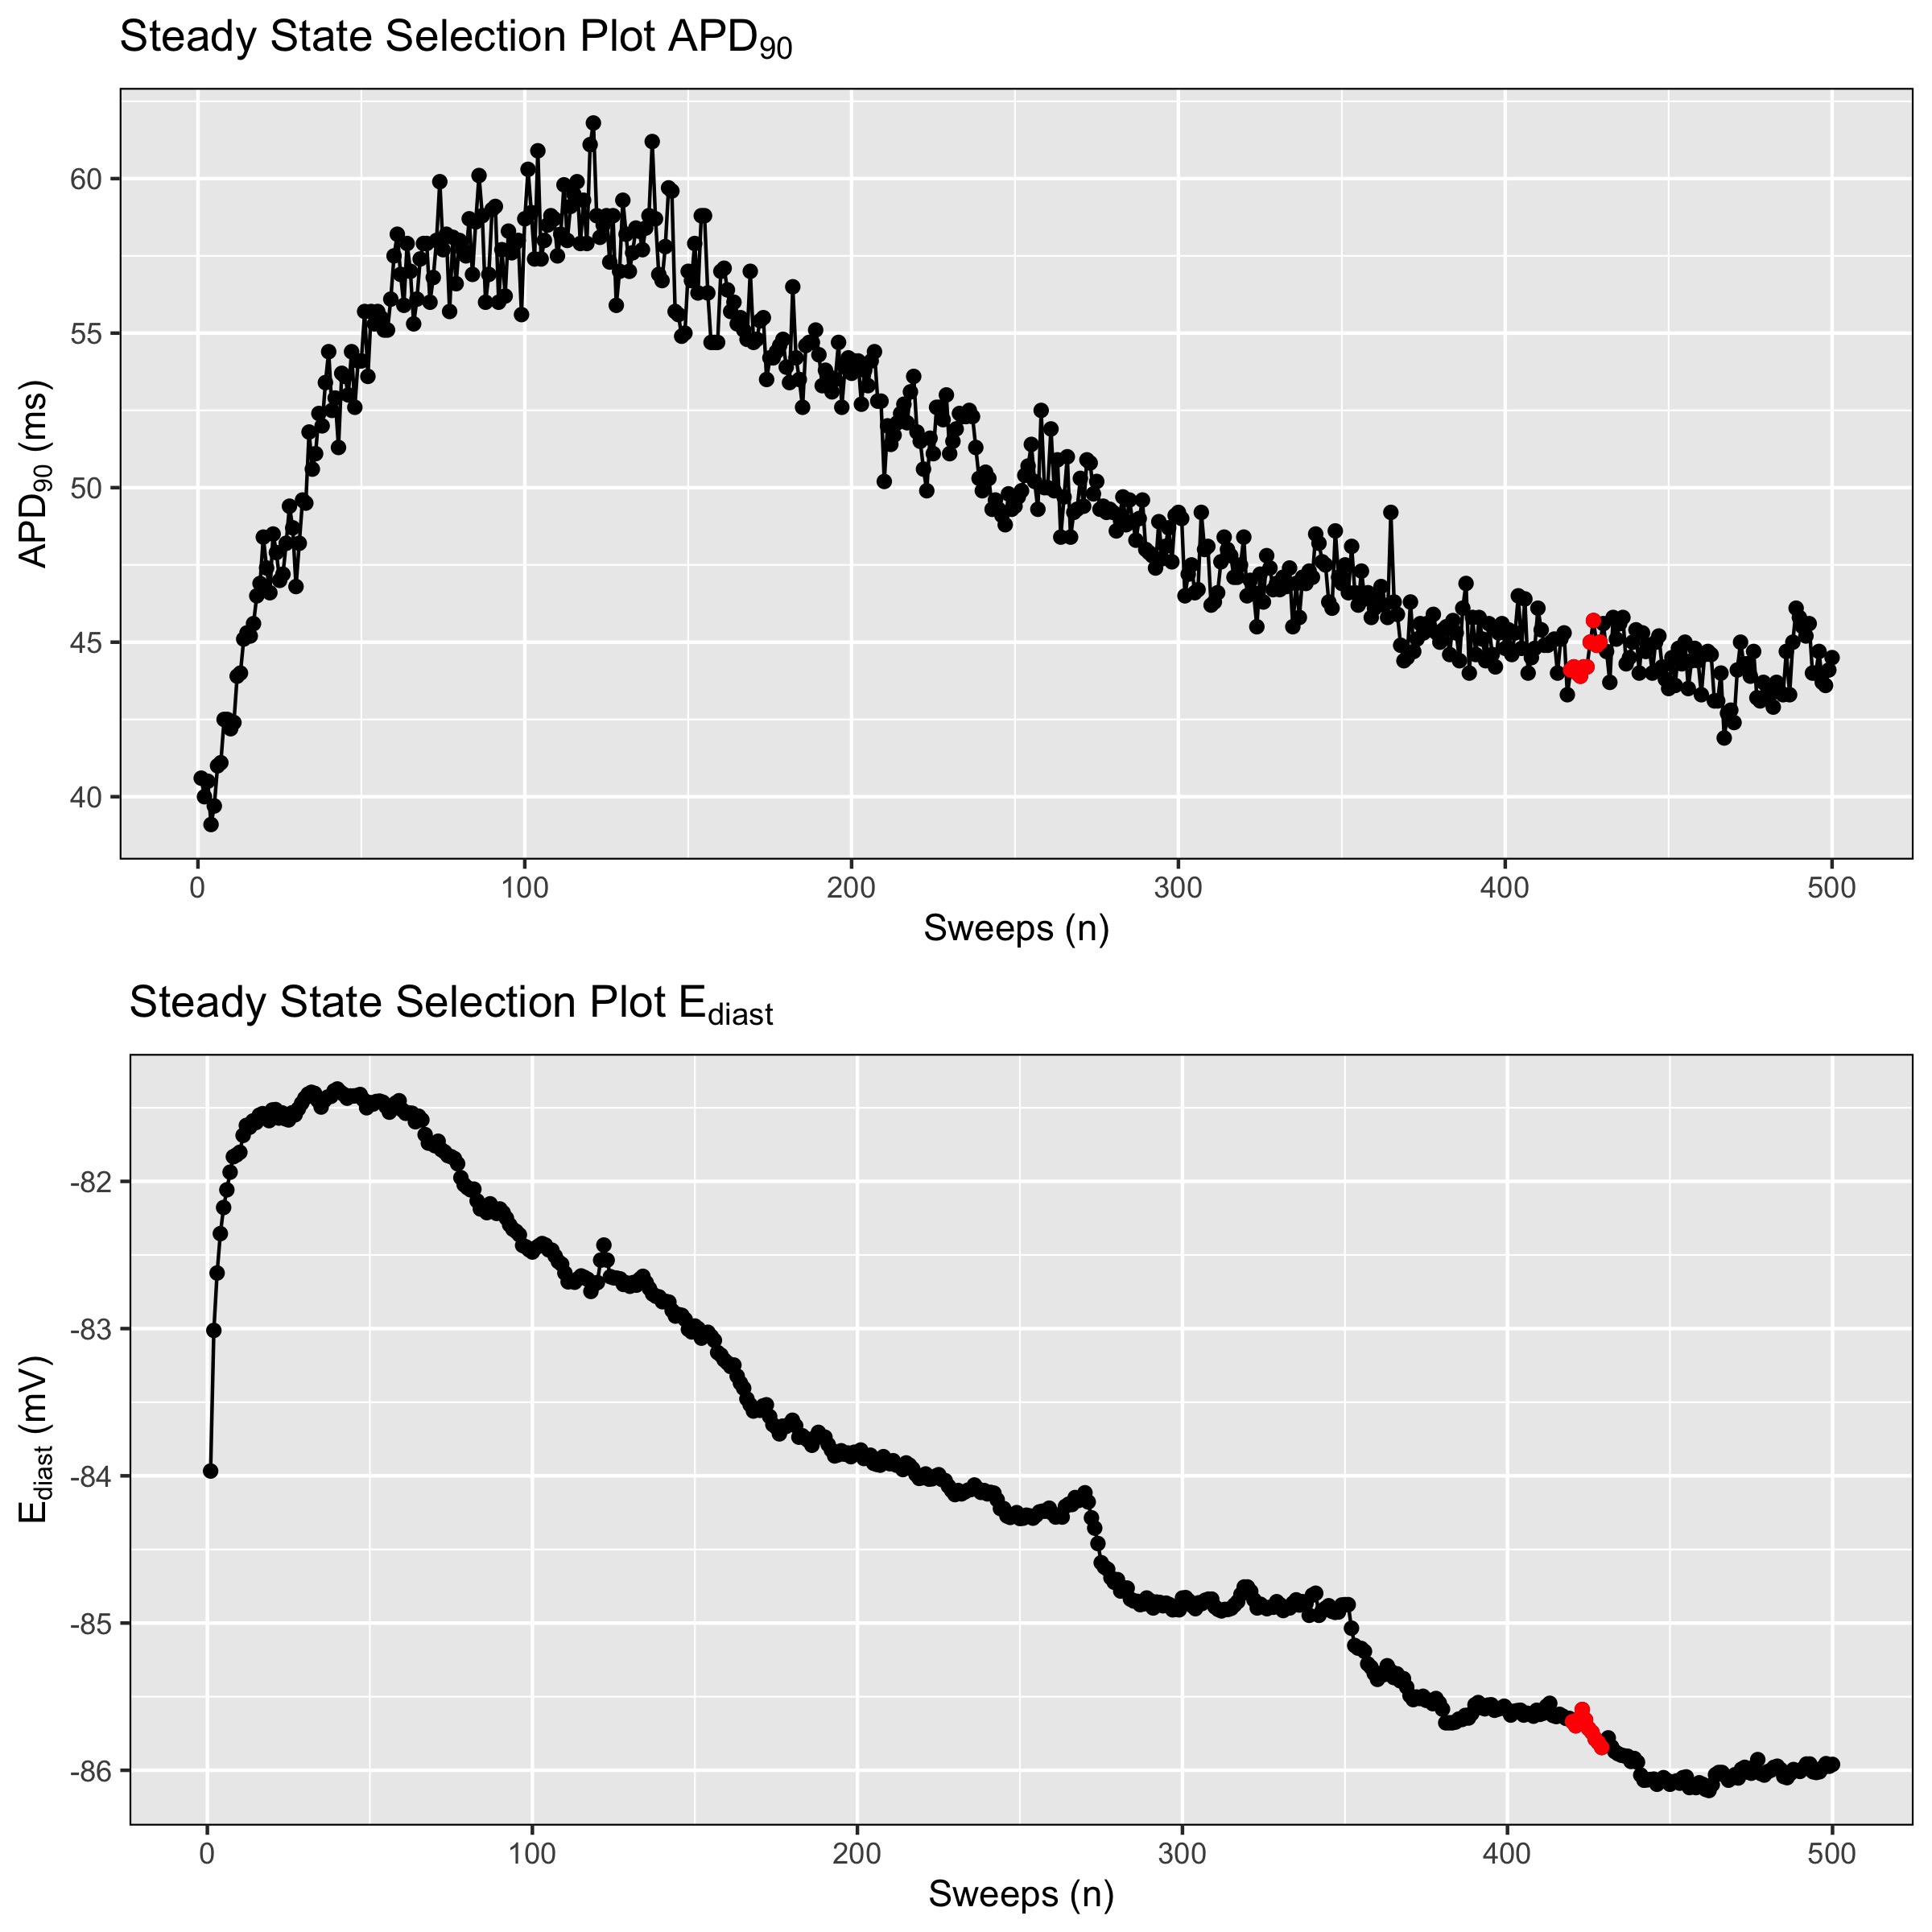 Steady State Selection Plot APD90
60
55
50
45
40
APD90 (ms)
0 100 200 300 400 500
Sweeps (n)
Steady State Selection Plot Ediast
-82
-83
-84
-85
-86
Ediast (mV)
0 100 200 300 400 500
Sweeps (n)